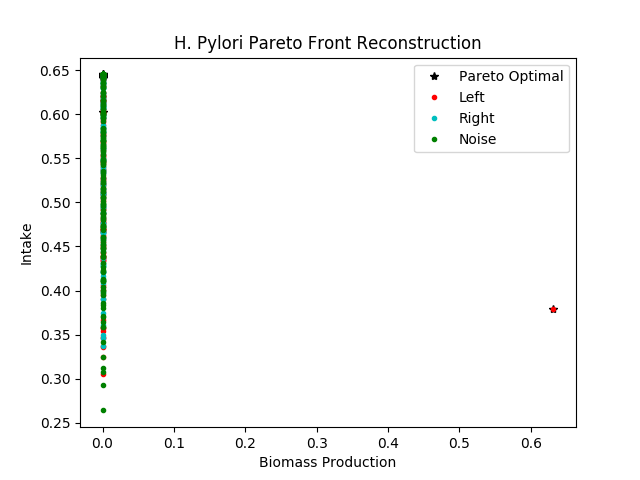 H. Pylori Pareto Front Reconstruction
0.65
0.60
0.55
0.50
0.45
0.40
0.35
0.30
0.25
Intake
Pareto Optimal
Left
Right
Noise
0.0 0.1 0.2 0.3 0.4 0.5 0.6
Biomass Production